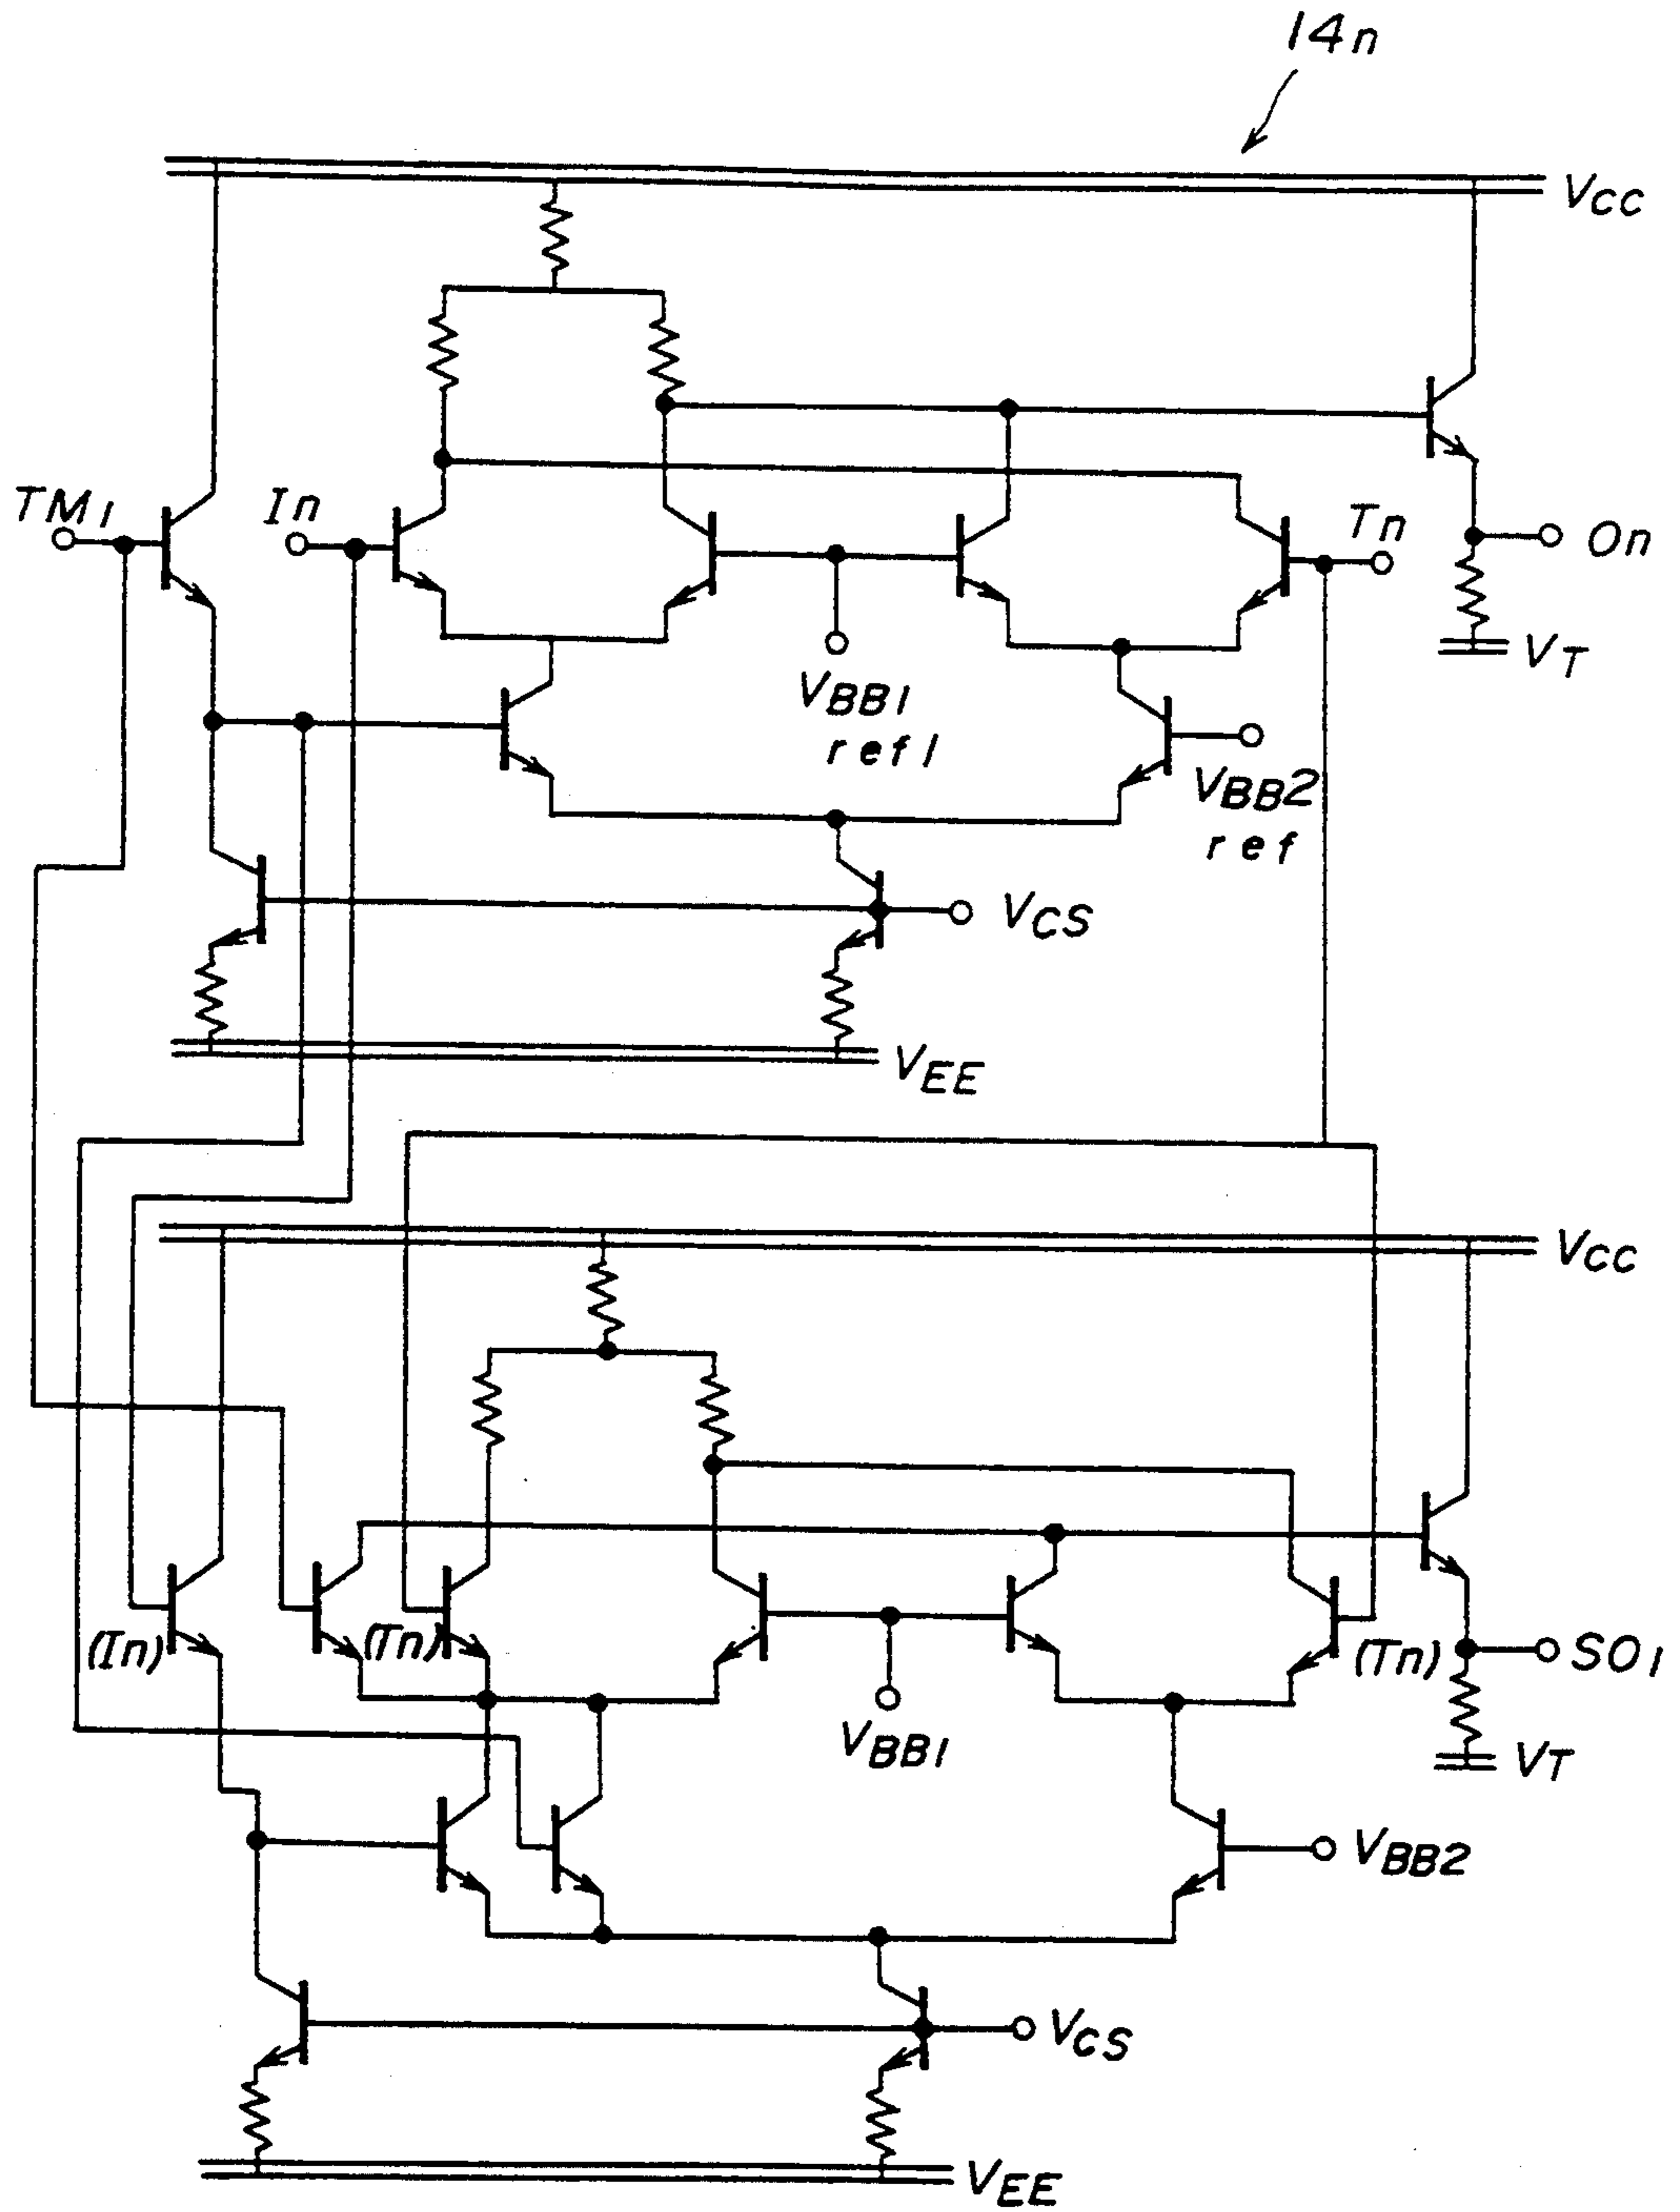 14n
VCC
TM1
In
Tn
On
VT
VBB1
ref1
VBB2
ref
VCS
VEE
VCC
(In)
(Tn)
(Tn)
SO1
VBB1
VT
VBB2
VCS
VEE